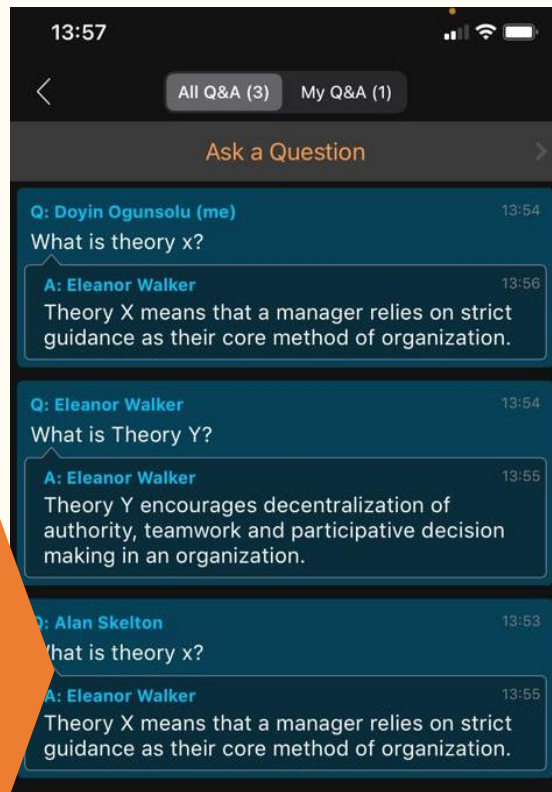 13:57
All Q&A (3) My Q&A (1)
Ask a Question
Q: Doyin Ogunsolu (me) 13:54
What is theory x?
A: Eleanor Walker 13:56
Theory X means that a manager relies on strict
guidance as their core method of organization.
Q: Eleanor Walker 13:54
What is Theory Y?
A: Eleanor Walker 13:55
Theory Y encourages decentralization of
authority, teamwork and participative decision
making in an organization.
Q: Alan Skelton 13:53
What is theory x?
A: Eleanor Walker 13:55
Theory X means that a manager relies on strict
guidance as their core method of organization.